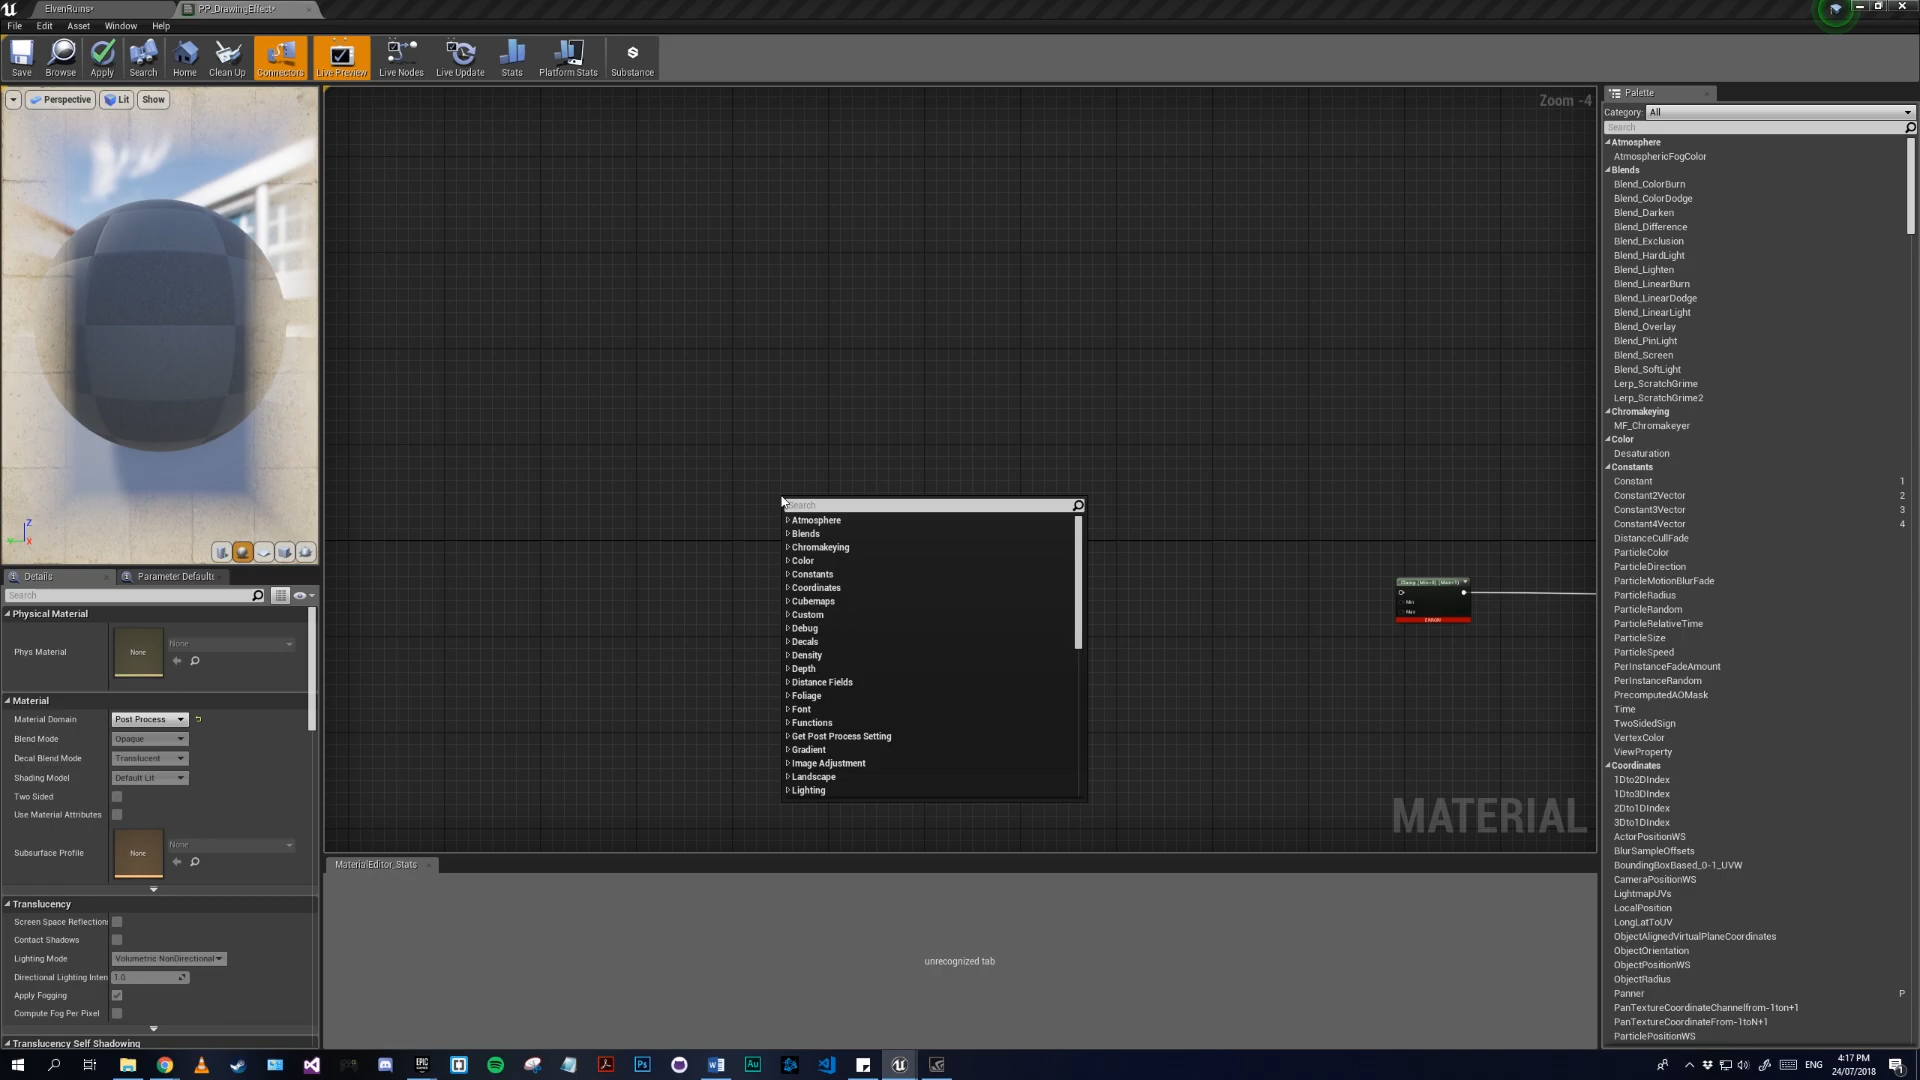 ElvenRuins*
PP_DrawingEffect*
File Edit Asset Window Help
Save Browse Apply Search Home Clean Up Connectors Live Preview Live Nodes Live Update Stats Platform Stats Substance
Perspective Lit Show
Zoom -4
Z
X
Details
Parameter Defaults
Search
Physical Material
Phys Material
None
None
Material
Material Domain Post Process
Blend Mode Opaque
Decal Blend Mode Translucent
Shading Model Default Lit
Two Sided
Use Material Attributes
Subsurface Profile
None
None
Translucency
Screen Space Reflections
Contact Shadows
Lighting Mode Volumetric NonDirectional
Directional Lighting Inten 1.0
Apply Fogging
Compute Fog Per Pixel
Translucency Self Shadowing
Search
Atmosphere
Blends
Chromakeying
Color
Constants
Coordinates
Cubemaps
Custom
Debug
Decals
Density
Depth
Distance Fields
Foliage
Font
Functions
Get Post Process Setting
Gradient
Image Adjustment
Landscape
Lighting
Clamp (Min=0) (Max=1)
Min
Max
ERROR!
MATERIAL
MaterialEditor_Stats
unrecognized tab
Palette
Category: All
Search
Atmosphere
AtmosphericFogColor
Blends
Blend_ColorBurn
Blend_ColorDodge
Blend_Darken
Blend_Difference
Blend_Exclusion
Blend_HardLight
Blend_Lighten
Blend_LinearBurn
Blend_LinearDodge
Blend_LinearLight
Blend_Overlay
Blend_PinLight
Blend_Screen
Blend_SoftLight
Lerp_ScratchGrime
Lerp_ScratchGrime2
Chromakeying
MF_Chromakeyer
Color
Desaturation
Constants
Constant 1
Constant2Vector 2
Constant3Vector 3
Constant4Vector 4
DistanceCullFade
ParticleColor
ParticleDirection
ParticleMotionBlurFade
ParticleRadius
ParticleRandom
ParticleRelativeTime
ParticleSize
ParticleSpeed
PerInstanceFadeAmount
PerInstanceRandom
PrecomputedAOMask
Time
TwoSidedSign
VertexColor
ViewProperty
Coordinates
1Dto2DIndex
1Dto3DIndex
2Dto1DIndex
3Dto1DIndex
ActorPositionWS
BlurSampleOffsets
BoundingBoxBased_0-1_UVW
CameraPositionWS
LightmapUVs
LocalPosition
LongLatToUV
ObjectAlignedVirtualPlaneCoordinates
ObjectOrientation
ObjectPositionWS
ObjectRadius
Panner P
PanTextureCoordinateChannelfrom-1ton+1
PanTextureCoordinateFrom-1toN+1
ParticlePositionWS
ENG
4:17 PM
24/07/2018